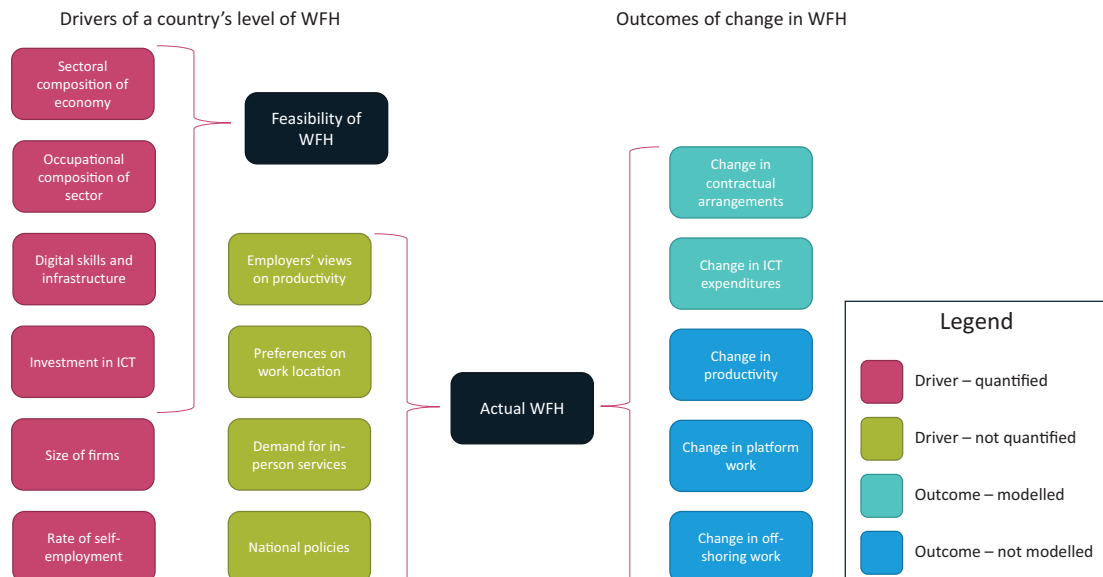 Drivers of a country's level of WFH
Outcomes of change in WFH
Sectoral
composition of
economy
Occupational
composition of
sector
Digital skills and
infrastructure
Investment in ICT
Size of firms
Rate of self-
employment
Feasibility of
WFH
Employers' views
on productivity
Preferences on
work location
Demand for in-
person services
National policies
Actual WFH
Change in
contractual
arrangements
Change in ICT
expenditures
Change in
productivity
Change in platform
work
Change in off-
shoring work
Legend
Driver – quantified
Driver – not quantified
Outcome – modelled
Outcome – not modelled